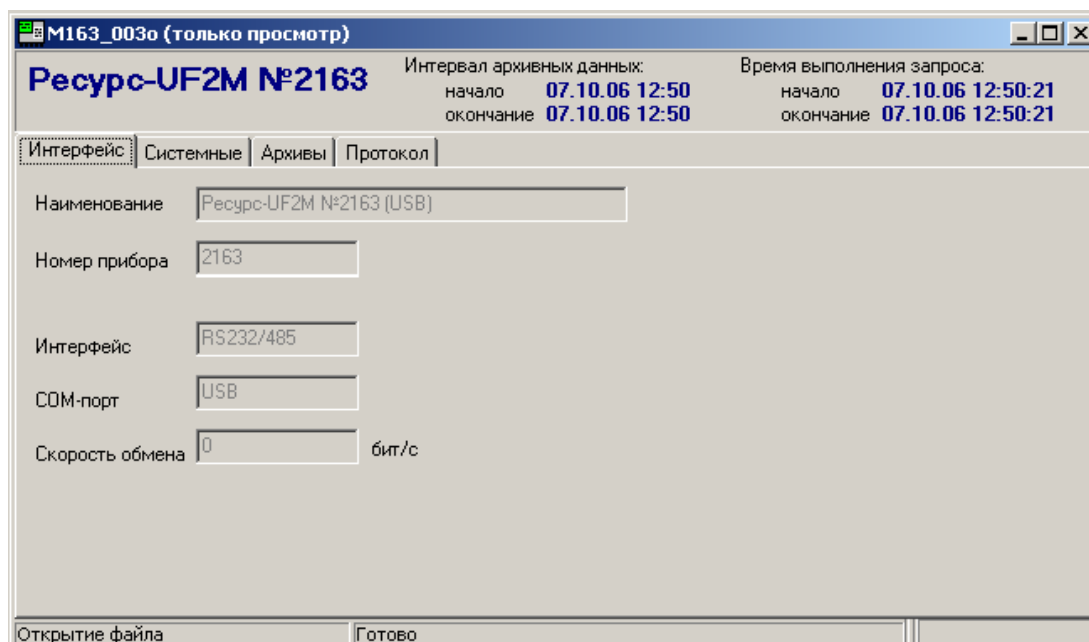 М163_003о (только просмотр)
Ресурс-UF2M №2163
Интервал архивных данных:
начало 07.10.06 12:50
окончание 07.10.06 12:50
Время выполнения запроса:
начало 07.10.06 12:50:21
окончание 07.10.06 12:50:21
Интерфейс Системные Архивы Протокол
Наименование Ресурс-UF2M №2163 (USB)
Номер прибора 2163
Интерфейс RS232/485
COM-порт USB
Скорость обмена 0 бит/с
Открытие файла Готово